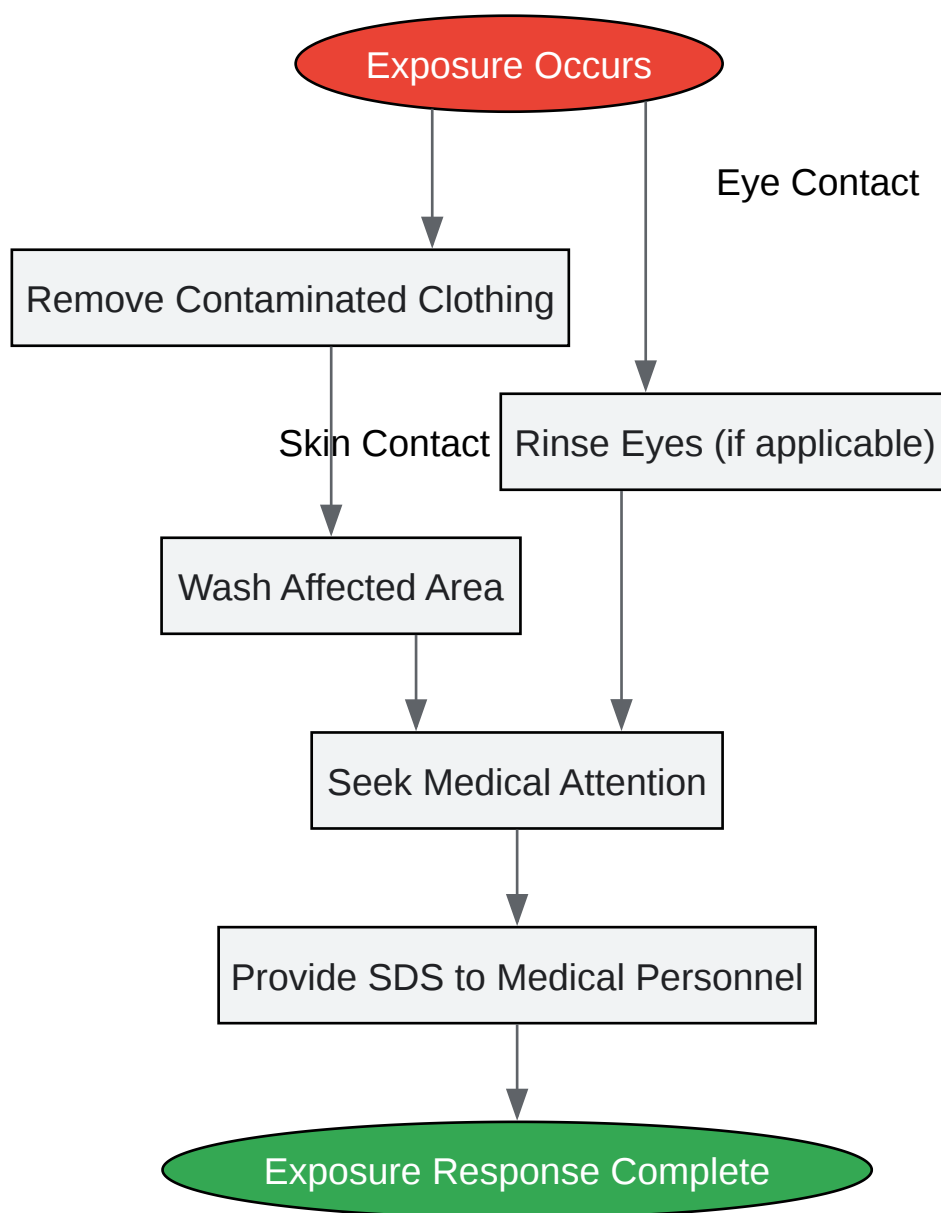 Exposure Occurs
Eye Contact
Remove Contaminated Clothing
Skin Contact
Rinse Eyes (if applicable)
Wash Affected Area
Seek Medical Attention
Provide SDS to Medical Personnel
Exposure Response Complete